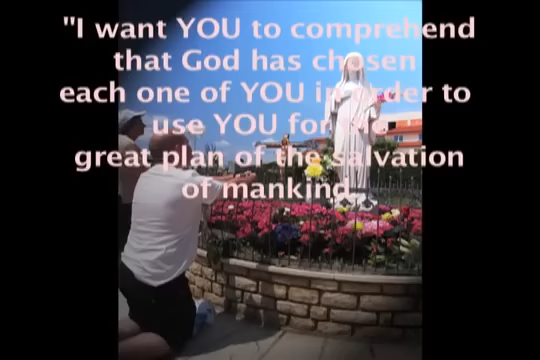 "I want YOU to comprehend
that God has chosen
each one of YOU in order to
use YOU for
great plan of the salvation
of mankind.